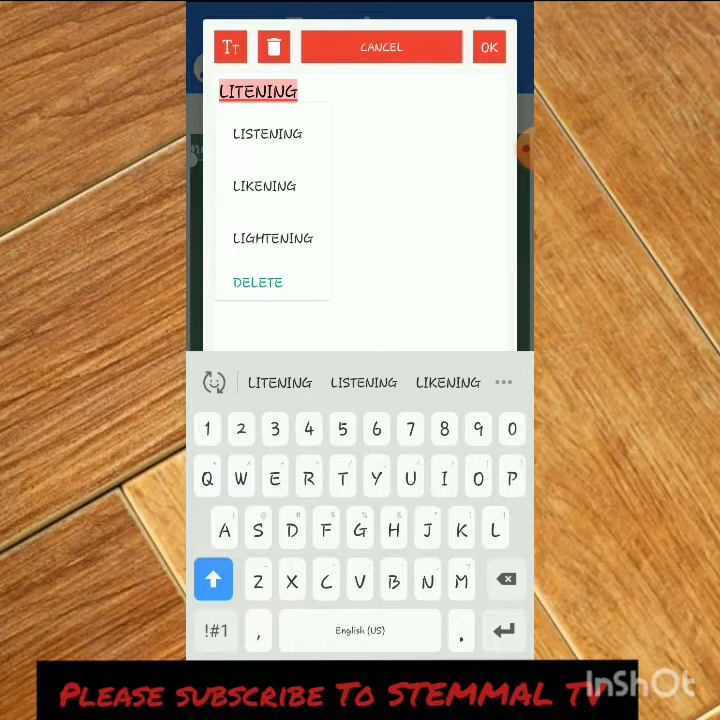 TT
CANCEL
OK
LITENING
LISTENING
LIKENING
LIGHTENING
DELETE
LITENING LISTENING LIKENING
1 2 3 4 5 6 7 8 9 0
Q W E R T Y U I O P
A S D F G H J K L
Z X C V B N M
!#1 , English (US) .
PLEASE SUBSCRIBE TO STEMMAL TV
InShOt